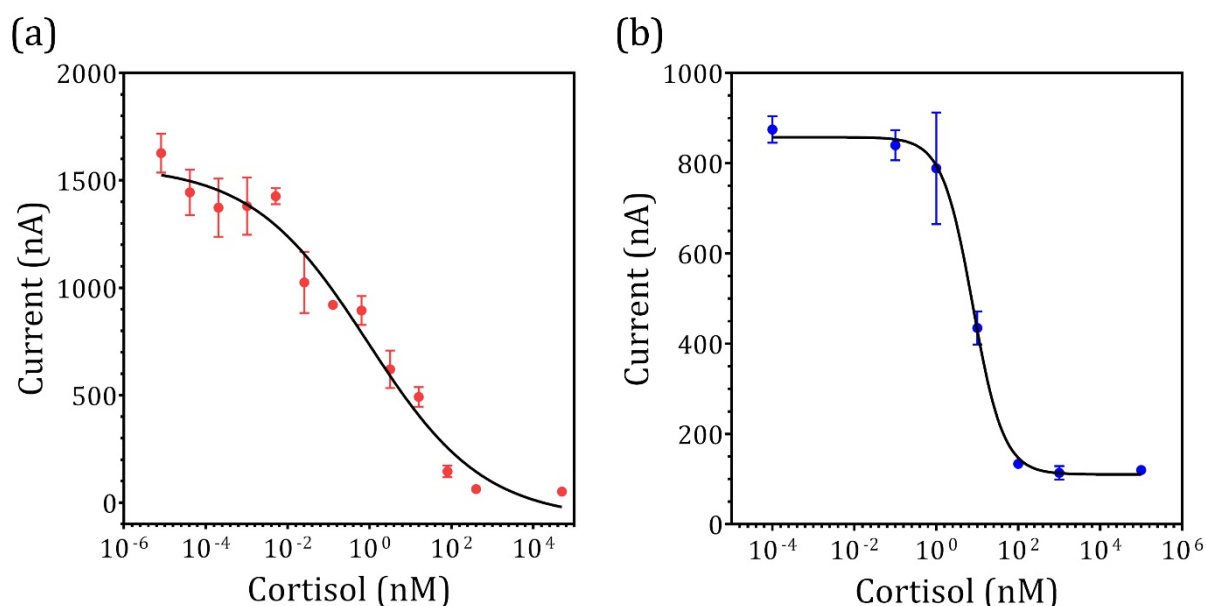 (a)
2000
1500
1000
500
0
10⁻⁶ 10⁻⁴ 10⁻² 10⁰ 10² 10⁴
Cortisol (nM)
Current (nA)
(b)
1000
800
600
400
200
0
10⁻⁴ 10⁻² 10⁰ 10² 10⁴ 10⁶
Cortisol (nM)
Current (nA)